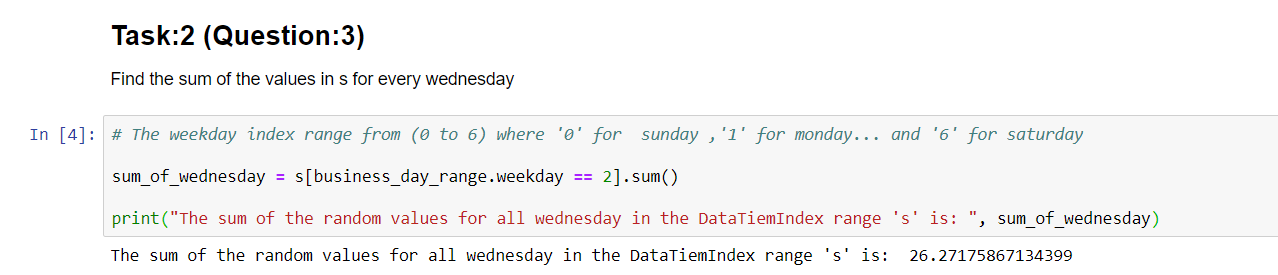 Task:2 (Question:3)
Find the sum of the values in s for every wednesday
In [4]: # The weekday index range from (0 to 6) where '0' for  sunday ,'1' for monday... and '6' for saturday
sum_of_wednesday = s[business_day_range.weekday == 2].sum()
print("The sum of the random values for all wednesday in the DataTiemIndex range 's' is: ", sum_of_wednesday)
The sum of the random values for all wednesday in the DataTiemIndex range 's' is:  26.27175867134399